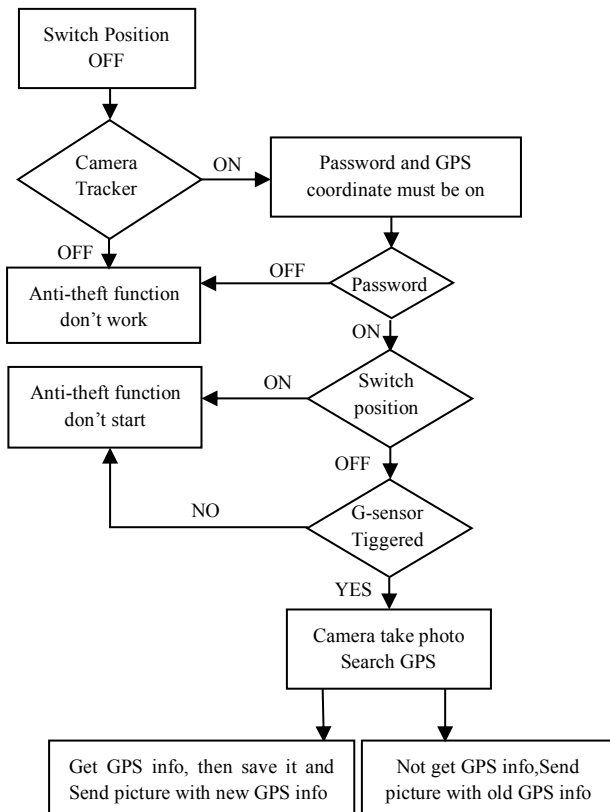 Switch Position
OFF
Camera
Tracker
ON
Password and GPS
coordinate must be on
OFF
OFF
Anti-theft function
don’t work
Password
ON
Anti-theft function
don’t start
ON
Switch
position
OFF
NO
G-sensor
Tiggered
YES
Camera take photo
Search GPS
Get GPS info, then save it and
Send picture with new GPS info
Not get GPS info,Send
picture with old GPS info